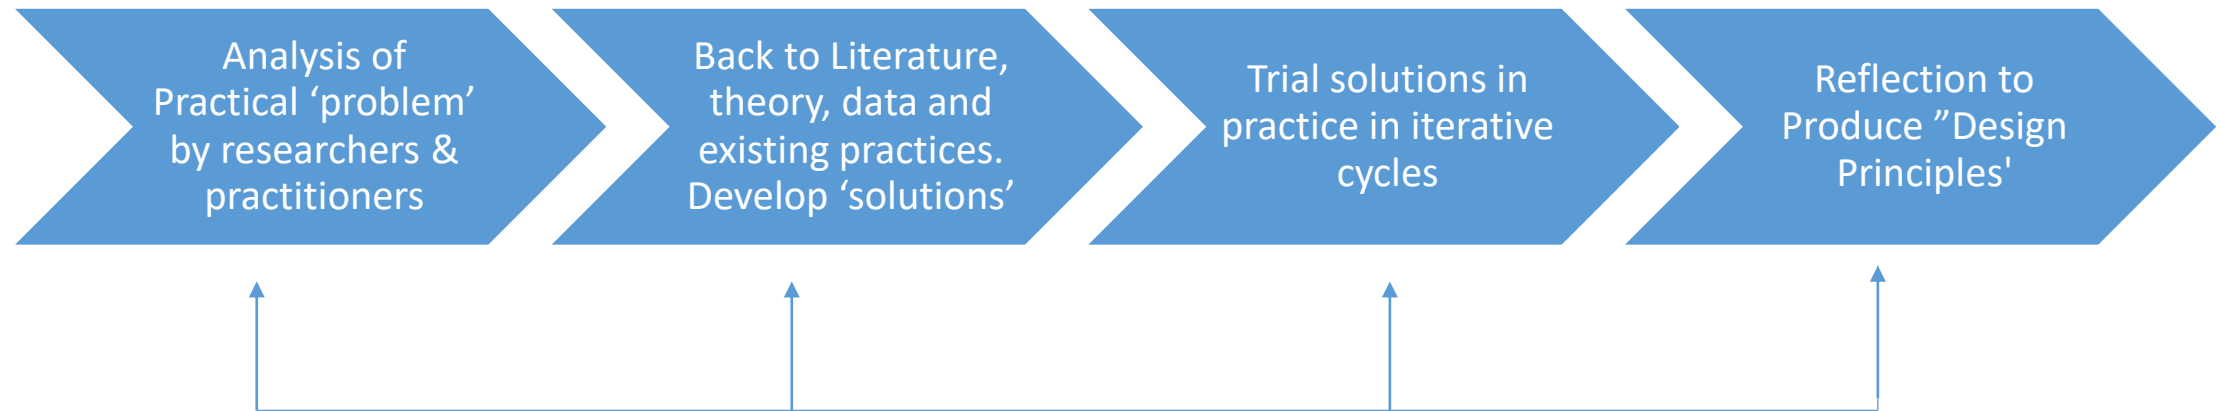 Analysis of
Practical ‘problem’
by researchers &
practitioners
Back to Literature,
theory, data and
existing practices.
Develop ‘solutions’
Trial solutions in
practice in iterative
cycles
Reflection to
Produce ”Design
Principles'